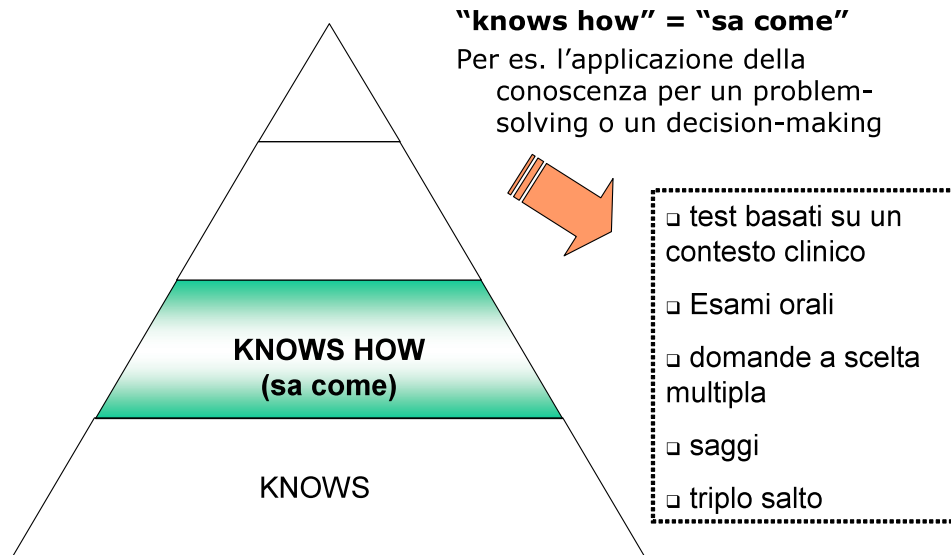 “knows how” = “sa come”
Per es. l’applicazione della
conoscenza per un problem-
solving o un decision-making
❑ test basati su un
contesto clinico
❑ Esami orali
❑ domande a scelta
multipla
❑ saggi
❑ triplo salto
KNOWS HOW
(sa come)
KNOWS